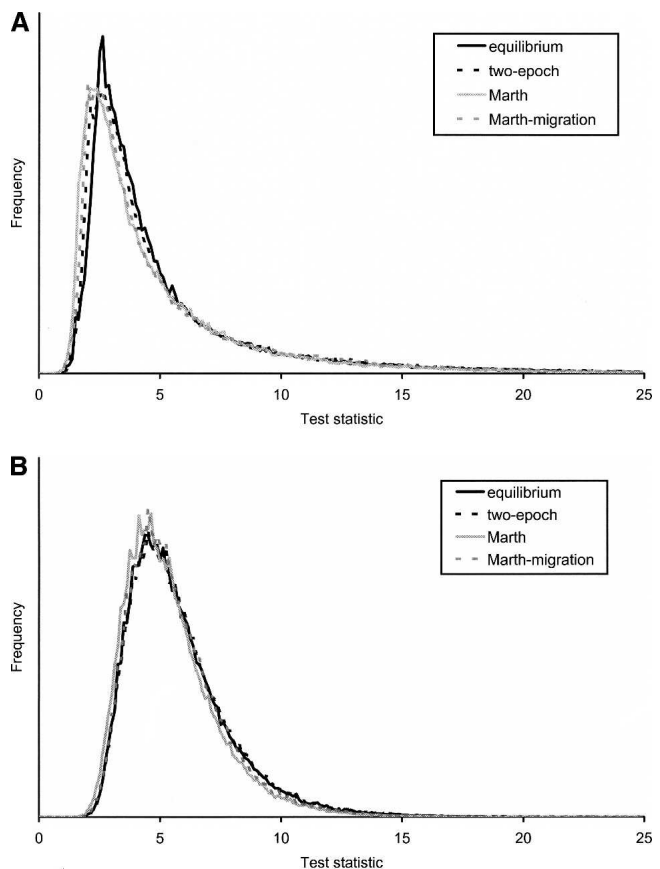 A
equilibrium
two-epoch
Marth
Marth-migration
Frequency
0 5 10 15 20 25
Test statistic
B
equilibrium
two-epoch
Marth
Marth-migration
Frequency
0 5 10 15 20 25
Test statistic